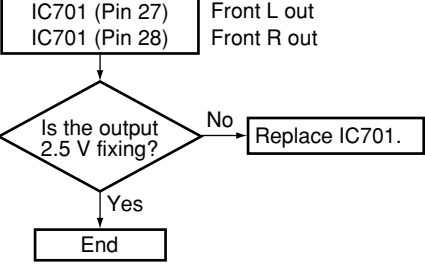 IC701 (Pin 27) Front L out
IC701 (Pin 28) Front R out
Is the output
2.5 V fixing?
No
Replace IC701.
Yes
End